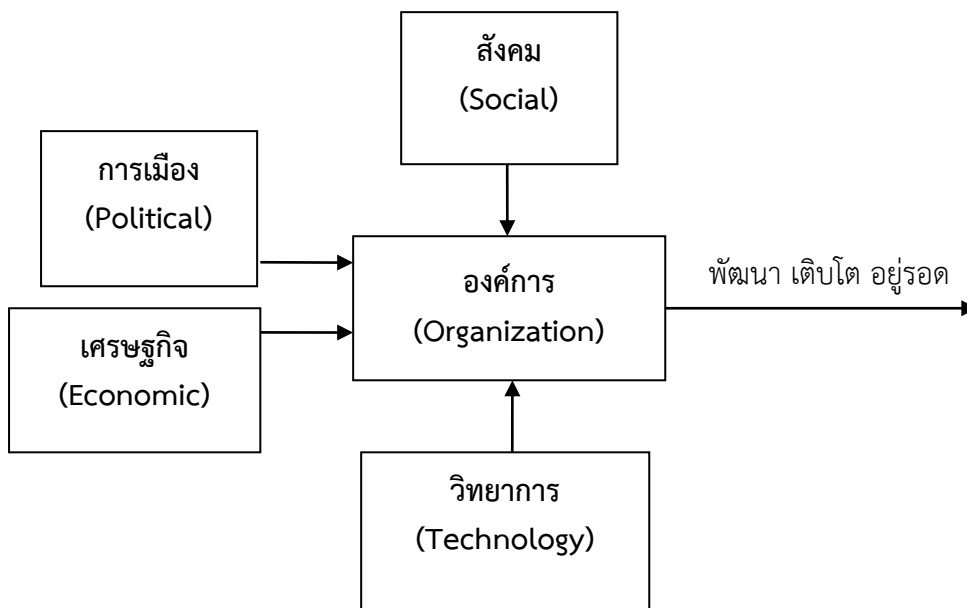 สังคม
(Social)
การเมือง
(Political)
องค์การ
(Organization)
พัฒนา เติบโต อยู่รอด
เศรษฐกิจ
(Economic)
วิทยาการ
(Technology)